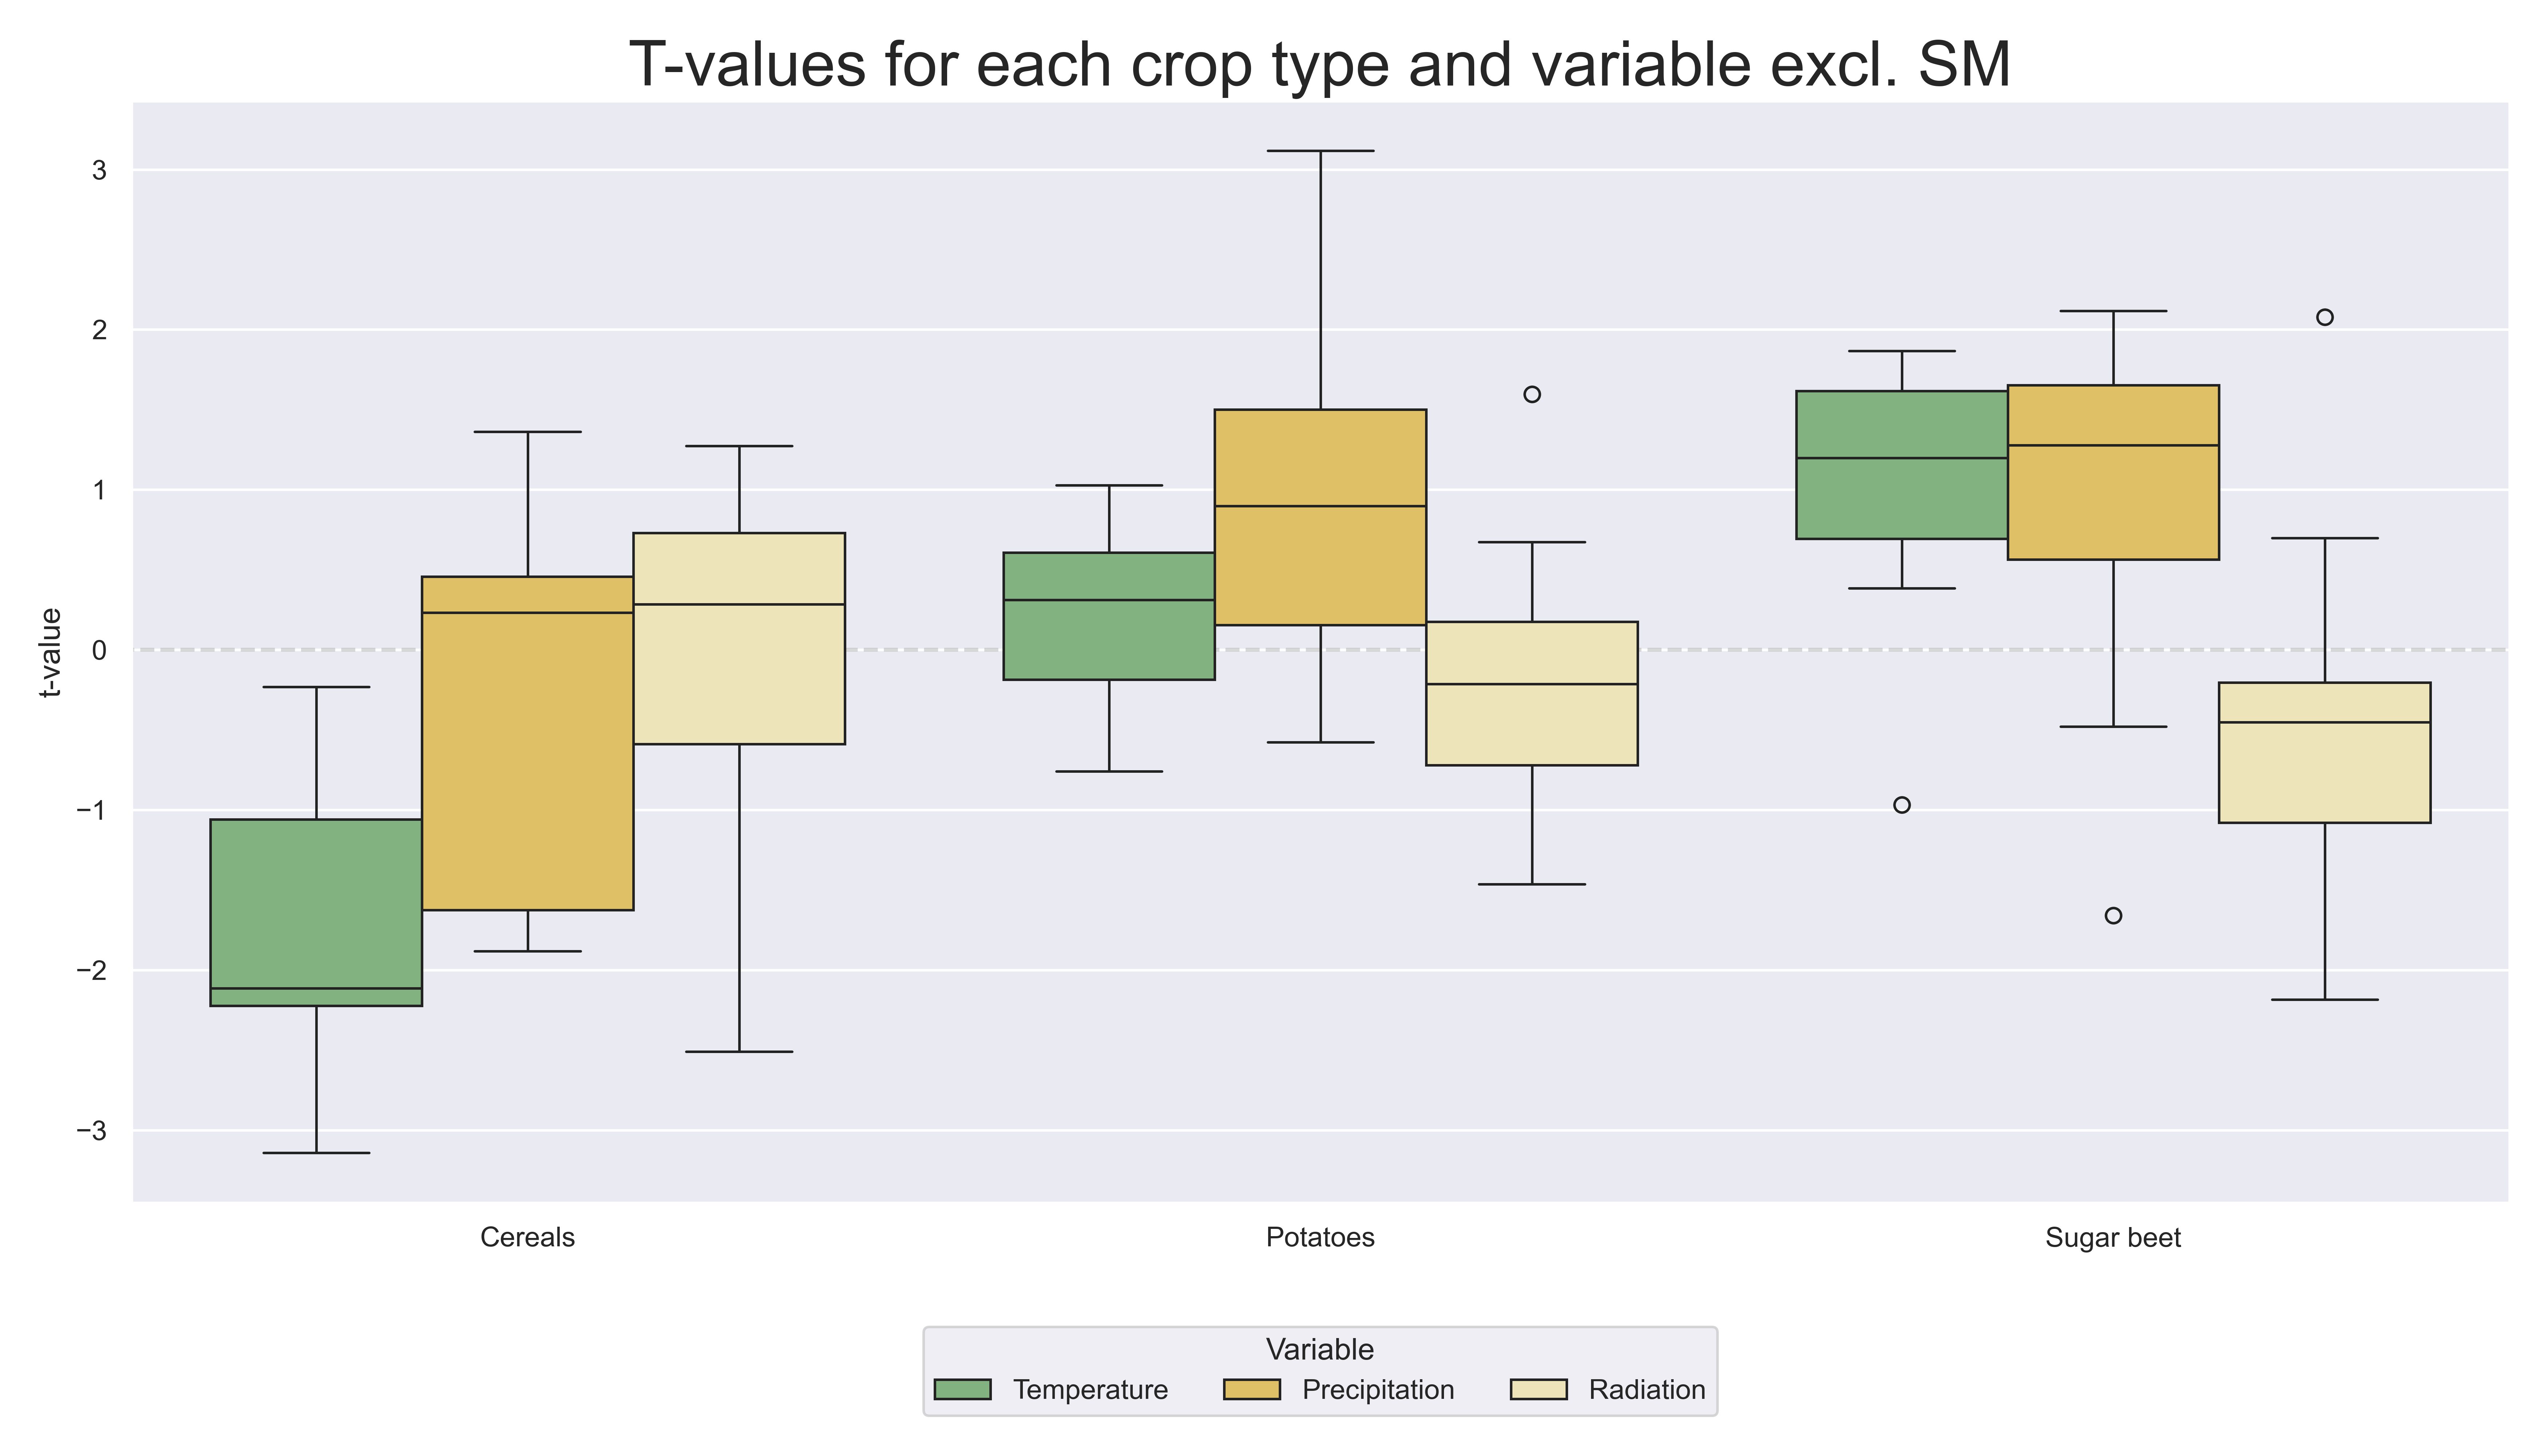 T-values for each crop type and variable excl. SM
3
2
1
0
−1
−2
−3
t-value
Cereals
Potatoes
Sugar beet
Variable
Temperature
Precipitation
Radiation